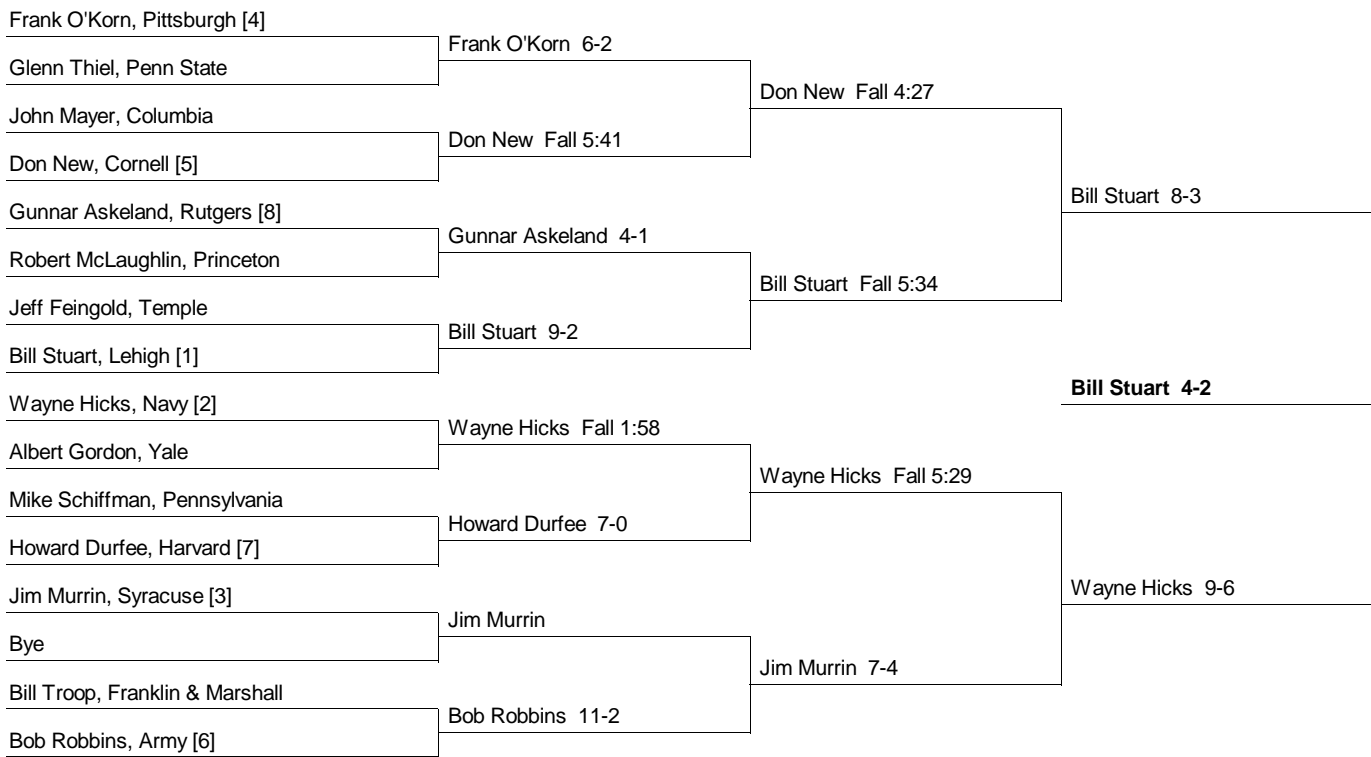 Frank O'Korn, Pittsburgh [4]
Glenn Thiel, Penn State
John Mayer, Columbia
Don New, Cornell [5]
Gunnar Askeland, Rutgers [8]
Robert McLaughlin, Princeton
Jeff Feingold, Temple
Bill Stuart, Lehigh [1]
Wayne Hicks, Navy [2]
Albert Gordon, Yale
Mike Schiffman, Pennsylvania
Howard Durfee, Harvard [7]
Jim Murrin, Syracuse [3]
Bye
Bill Troop, Franklin & Marshall
Bob Robbins, Army [6]
Frank O'Korn 6-2
Don New Fall 5:41
Gunnar Askeland 4-1
Bill Stuart 9-2
Wayne Hicks Fall 1:58
Howard Durfee 7-0
Jim Murrin
Bob Robbins 11-2
Don New Fall 4:27
Bill Stuart Fall 5:34
Wayne Hicks Fall 5:29
Jim Murrin 7-4
Bill Stuart 8-3
Bill Stuart 4-2
Wayne Hicks 9-6